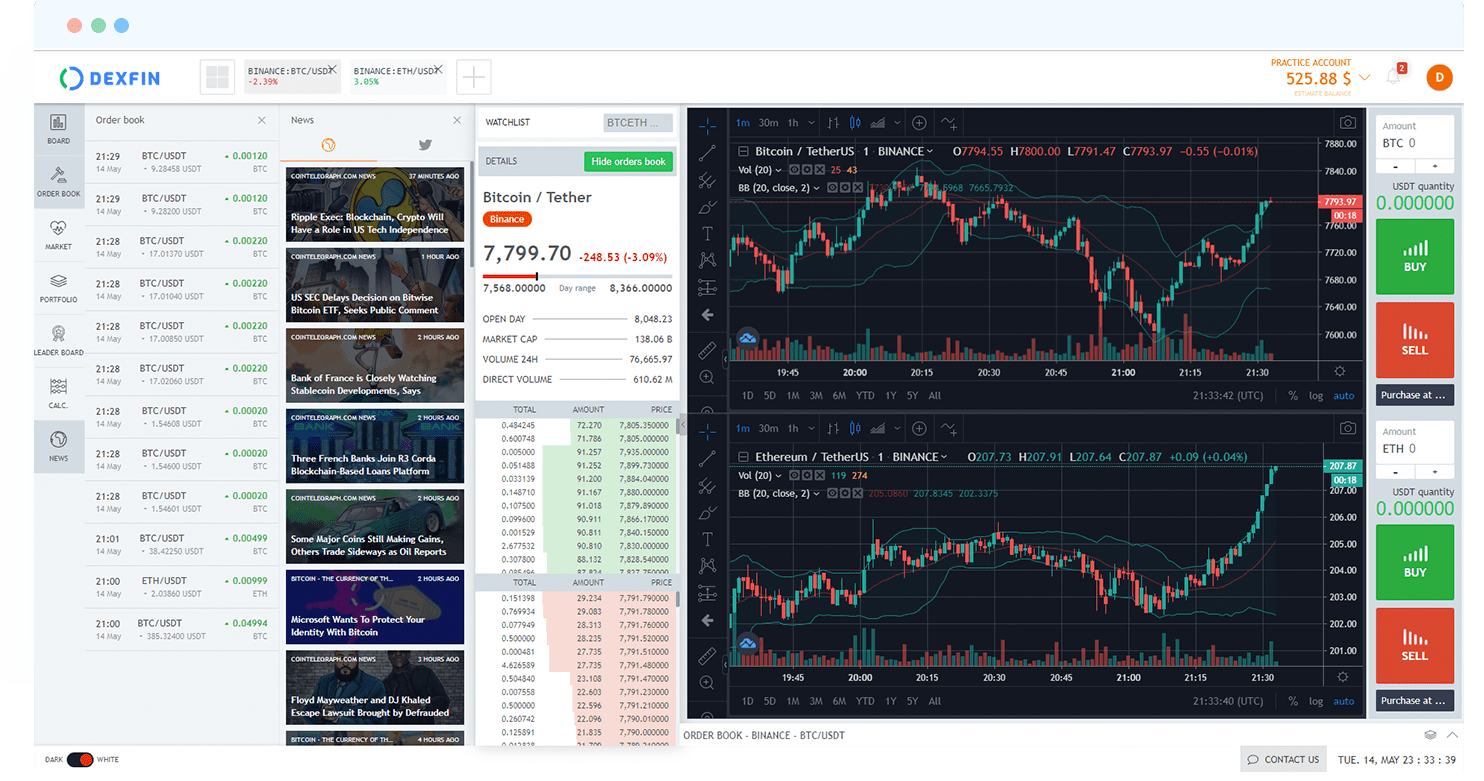 DEXFIN
BINANCE:BTC/USDT
-2.39%
BINANCE:ETH/USDT
3.05%
PRACTICE ACCOUNT
525.88 $
ESTIMATE BALANCE
2
D
BOARD
ORDER BOOK
MARKET
PORTFOLIO
LEADER BOARD
CALC.
NEWS
Order book
21:29 BTC/USDT 0.00120
14 May - 9.28458 USDT BTC
21:29 BTC/USDT 0.00120
14 May - 9.28200 USDT BTC
21:28 BTC/USDT 0.00220
14 May - 17.01370 USDT BTC
21:28 BTC/USDT 0.00220
14 May - 17.01040 USDT BTC
21:28 BTC/USDT 0.00220
14 May - 17.00850 USDT BTC
21:28 BTC/USDT 0.00220
14 May - 17.02060 USDT BTC
21:28 BTC/USDT 0.00020
14 May - 1.54608 USDT BTC
21:28 BTC/USDT 0.00020
14 May - 1.54600 USDT BTC
21:28 BTC/USDT 0.00020
14 May - 1.54601 USDT BTC
21:01 BTC/USDT 0.00499
14 May - 38.42250 USDT BTC
21:00 ETH/USDT 0.00999
14 May - 2.03860 USDT ETH
21:00 BTC/USDT 0.04994
14 May - 385.32400 USDT BTC
News
COINTELEGRAPH.COM NEWS 37 MINUTES AGO
Ripple Exec: Blockchain, Crypto Will
Have a Role in US Tech Independence
COINTELEGRAPH.COM NEWS 1 HOUR AGO
US SEC Delays Decision on Bitwise
Bitcoin ETF, Seeks Public Comment
COINTELEGRAPH.COM NEWS 2 HOURS AGO
Bank of France is Closely Watching
Stablecoin Developments, Says
COINTELEGRAPH.COM NEWS 2 HOURS AGO
Three French Banks Join R3 Corda
Blockchain-Based Loans Platform
COINTELEGRAPH.COM NEWS 2 HOURS AGO
Some Major Coins Still Making Gains,
Others Trade Sideways as Oil Reports
BITCOIN - THE CURRENCY OF TH... 2 HOURS AGO
Microsoft Wants To Protect Your
Identity With Bitcoin
COINTELEGRAPH.COM NEWS 3 HOURS AGO
Floyd Mayweather and DJ Khaled
Escape Lawsuit Brought by Defrauded
BITCOIN - THE CURRENCY OF TH... 4 HOURS AGO
WATCHLIST BTCETH ...
DETAILS Hide orders book
Bitcoin / Tether
Binance
7,799.70 -248.53 (-3.09%)
7,568.00000 Day range 8,366.00000
OPEN DAY 8,048.23
MARKET CAP 138.06 B
VOLUME 24H 76,665.97
DIRECT VOLUME 610.62 M
TOTAL AMOUNT PRICE
0.484245 72.270 7,805.350000
0.600748 71.786 7,805.000000
0.005000 91.257 7,935.000000
0.051488 91.252 7,899.730000
0.033139 91.200 7,884.040000
0.148710 91.167 7,880.000000
0.107500 91.018 7,879.890000
0.099600 90.911 7,866.170000
0.001529 90.811 7,840.150000
2.677532 90.810 7,830.000000
0.307800 88.132 7,828.540000
TOTAL AMOUNT PRICE
0.151398 29.234 7,791.790000
0.769934 29.083 7,791.780000
0.077949 28.313 7,791.760000
0.500000 28.235 7,791.520000
0.000481 27.735 7,791.510000
4.626589 27.735 7,791.480000
0.504840 23.108 7,791.470000
0.007558 22.603 7,791.230000
0.500000 22.596 7,791.210000
0.260742 22.096 7,790.010000
0.125891 21.835 7,790.000000
1m 30m 1h
Bitcoin / TetherUS · 1 · BINANCE O7794.55 H7800.00 L7791.47 C7793.97 -0.55 (-0.01%)
Vol (20) 25 43
BB (20, close, 2) 7665.7932
7880.00
7840.00
7793.97
00:18
7760.00
7720.00
7680.00
7640.00
7600.00
19:45 20:00 20:15 20:30 20:45 21:00 21:15 21:30
1D 5D 1M 3M 6M YTD 1Y 5Y All 21:33:42 (UTC) % log auto
1m 30m 1h
Ethereum / TetherUS · 1 · BINANCE O207.73 H207.91 L207.64 C207.87 +0.09 (+0.04%)
Vol (20) 119 274
BB (20, close, 2) 205.0860 207.8345 202.3375
207.87
00:18
207.00
206.00
205.00
204.00
203.00
202.00
201.00
19:45 20:00 20:15 20:30 20:45 21:00 21:15 21:30
1D 5D 1M 3M 6M YTD 1Y 5Y All 21:33:40 (UTC) % log auto
Amount
BTC 0
- +
USDT quantity
0.000000
BUY
SELL
Purchase at ...
Amount
ETH 0
- +
USDT quantity
0.000000
BUY
SELL
Purchase at ...
ORDER BOOK - BINANCE - BTC/USDT
DARK WHITE
CONTACT US
TUE. 14, MAY 23 : 33 : 39